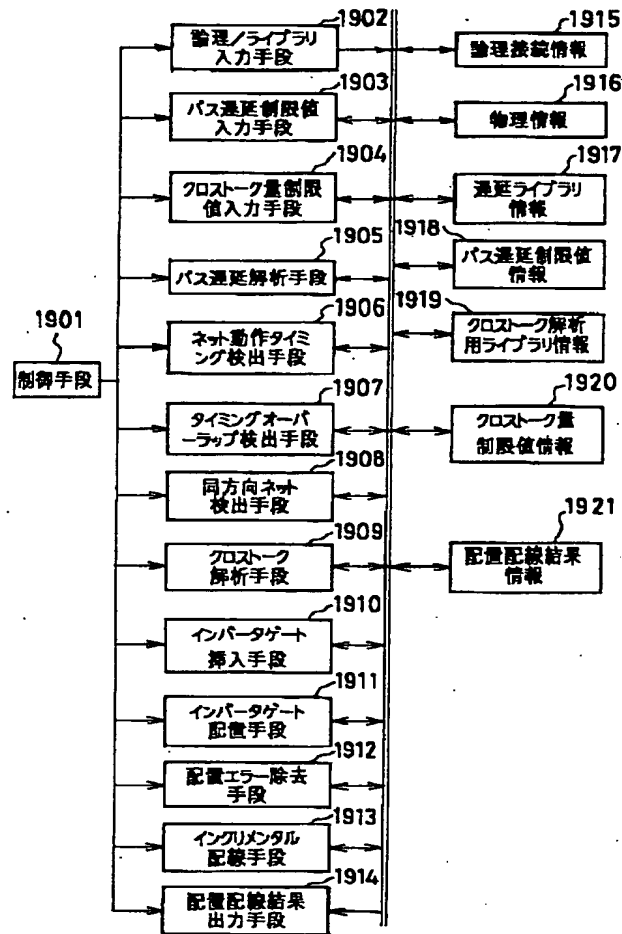 1902
論理/ライブラリ
入力手段
1903
パス遅延制限値
入力手段
1904
クロストーク量制限
値入力手段
1905
パス遅延解析手段
1906
ネット動作タイミ
ング検出手段
1907
タイミングオーバ
ーラップ検出手段
1908
同方向ネット
検出手段
1909
クロストーク
解析手段
1910
インバータゲート
挿入手段
1911
インバータゲート
配置手段
1912
配置エラー除去
手段
1913
インクリメンタル
配線手段
1914
配置配線結果
出力手段
1901
制御手段
1915
論理接続情報
1916
物理情報
1917
遅延ライブラリ
情報
1918
パス遅延制限値
情報
1919
クロストーク解析
用ライブラリ情報
1920
クロストーク量
制限値情報
1921
配置配線結果
情報